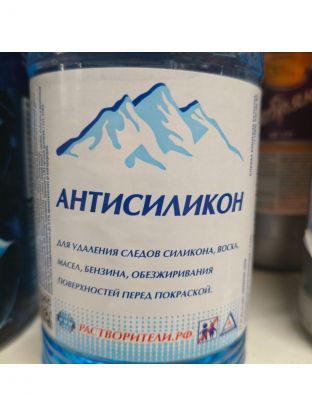 АНТИСИЛИКОН
ДЛЯ УДАЛЕНИЯ СЛЕДОВ СИЛИКОНА, ВОСКА,
МАСЕЛ, БЕНЗИНА, ОБЕЗЖИРИВАНИЯ
ПОВЕРХНОСТЕЙ ПЕРЕД ПОКРАСКОЙ.
РАСТВОРИТЕЛИ.РФ